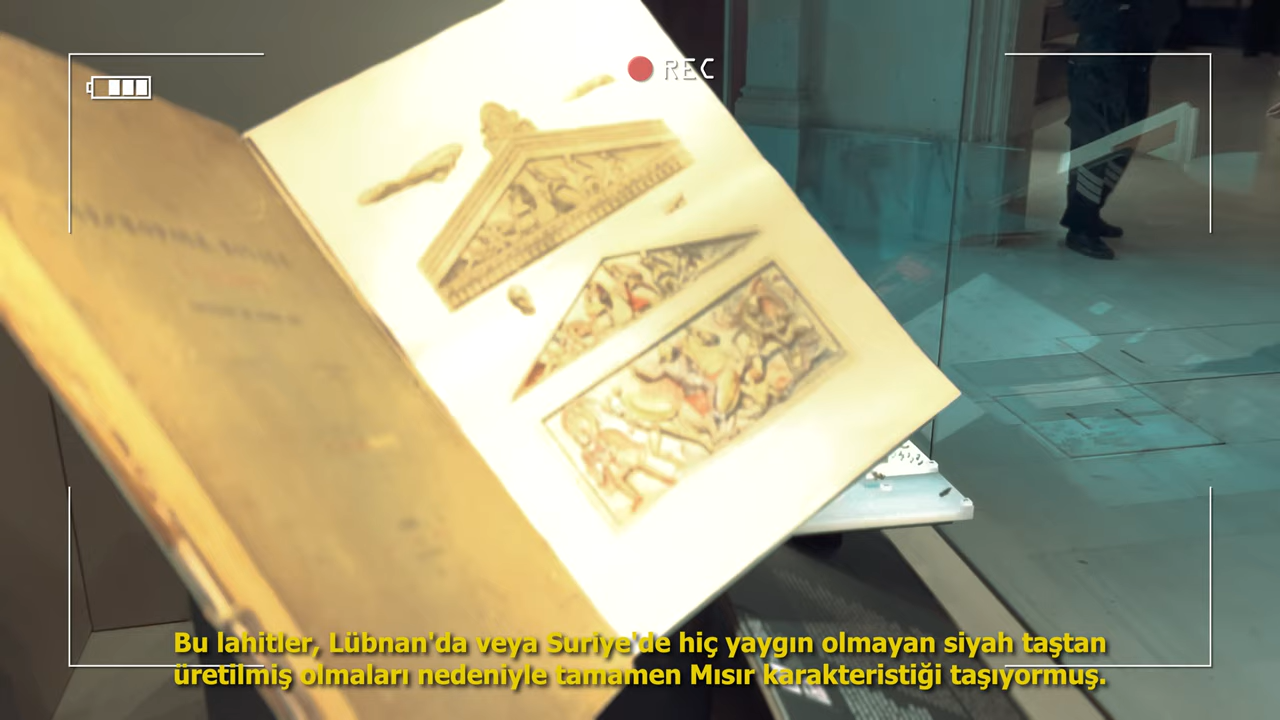 REC
Bu lahitler, Lübnan'da veya Suriye'de hiç yaygın olmayan siyah taştan
üretilmiş olmaları nedeniyle tamamen Mısır karakteristiği taşıyormuş.